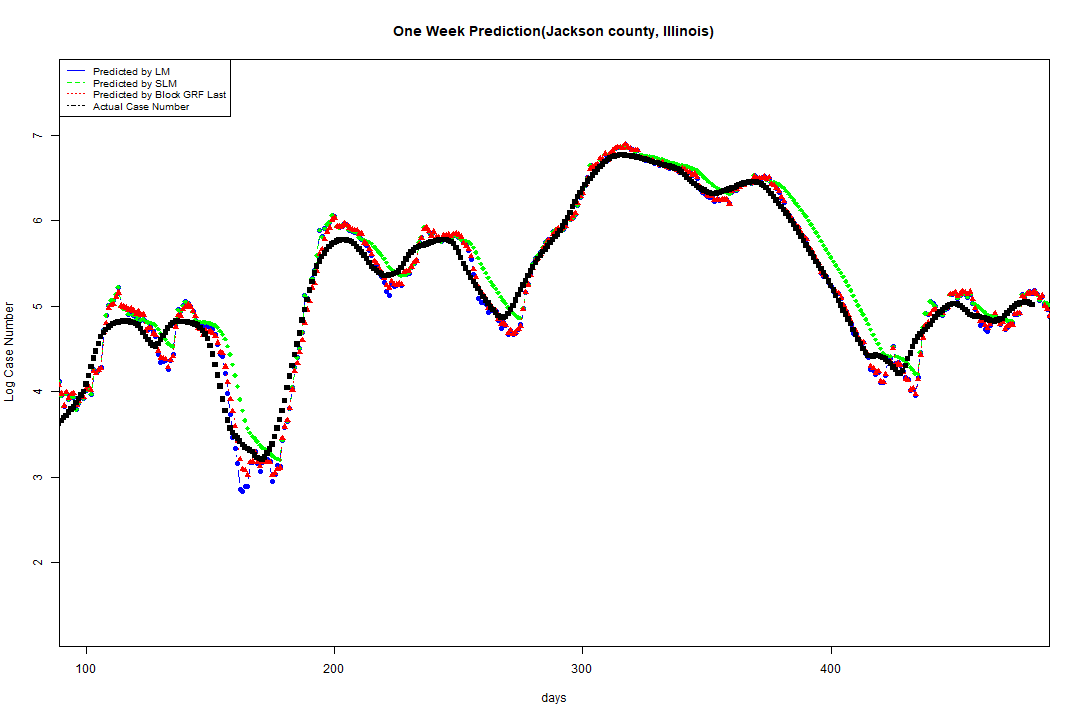 One Week Prediction(Jackson county, Illinois)
Predicted by LM
Predicted by SLM
Predicted by Block GRF Last
Actual Case Number
7
6
5
4
3
2
Log Case Number
100 200 300 400
days